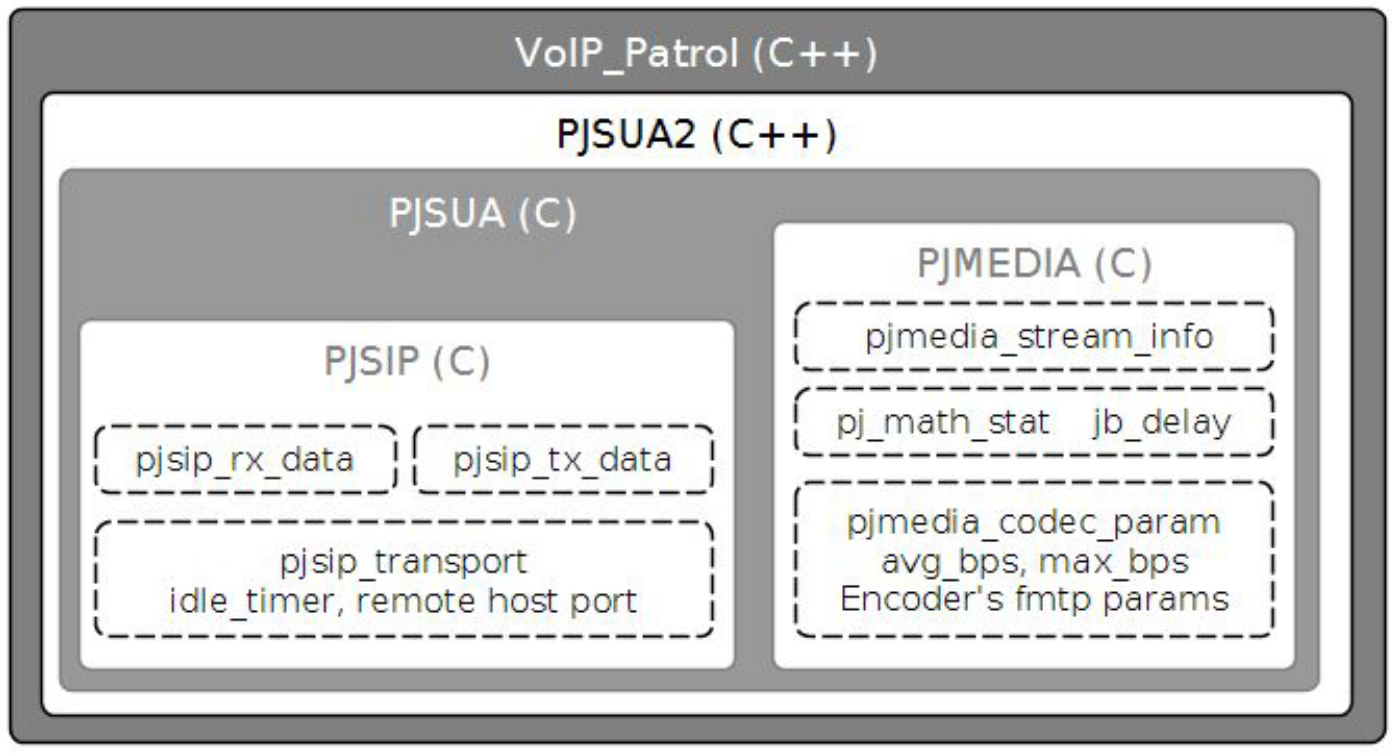 VoIP_Patrol (C++)
PJSUA2 (C++)
PJSUA (C)
PJSIP (C)
pjsip_rx_data
pjsip_tx_data
pjsip_transport
idle_timer, remote host port
PJMEDIA (C)
pjmedia_stream_info
pj_math_stat jb_delay
pjmedia_codec_param
avg_bps, max_bps
Encoder's fmtp params